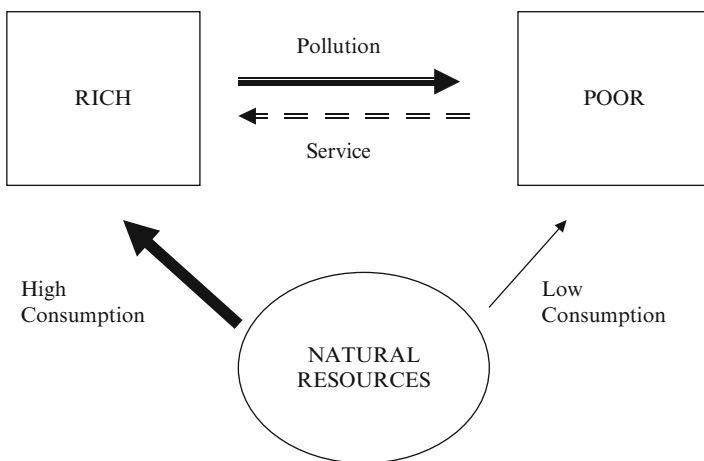 Pollution
RICH
POOR
Service
High
Consumption
Low
Consumption
NATURAL
RESOURCES